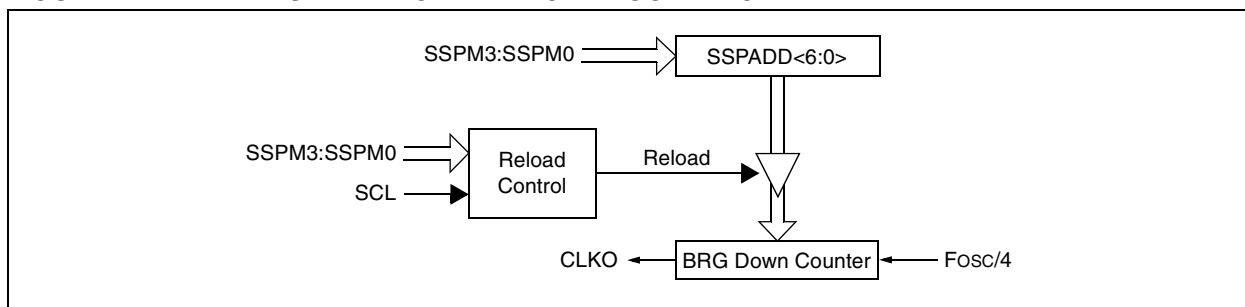 SSPM3:SSPM0
SSPADD<6:0>
SSPM3:SSPM0
SCL
Reload
Control
Reload
CLKO
BRG Down Counter
FOSC/4